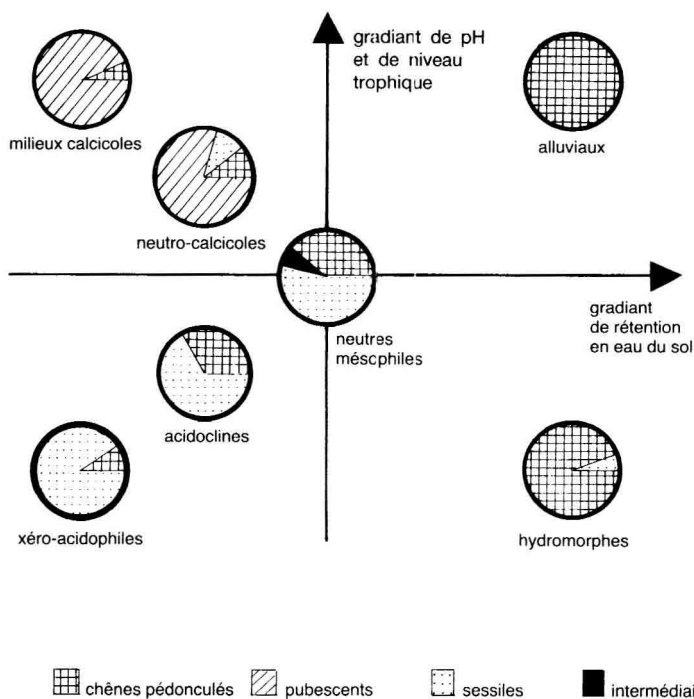 gradiant de pH
et de niveau
trophique
milieux calcicoles
alluviaux
neutro-calcicoles
gradiant
de rétention
en eau du sol
neutres
mésophiles
acidoclines
xéro-acidophiles
hydromorphes
chênes pédonculés
pubescents
sessiles
intermédiai